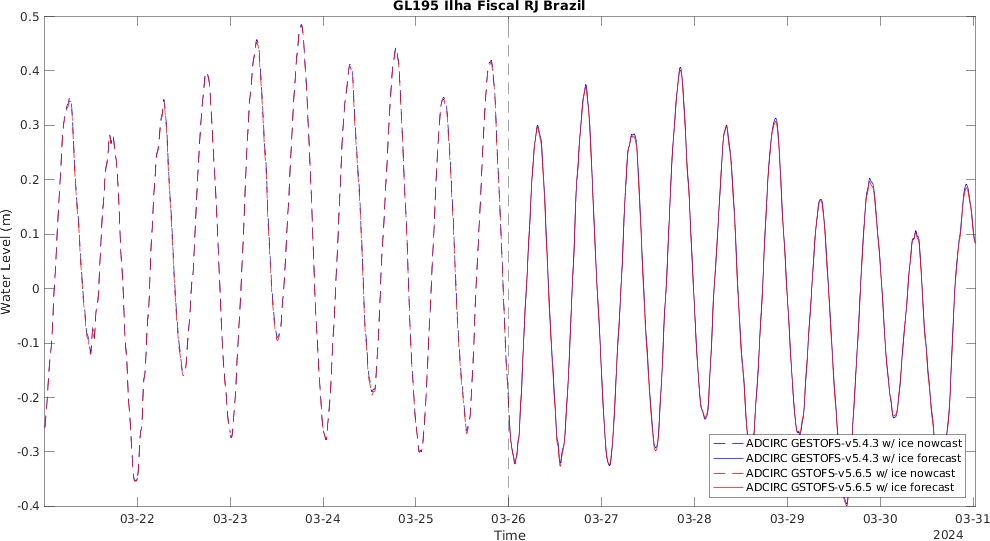 GL195 Ilha Fiscal RJ Brazil
0.5
0.4
0.3
0.2
0.1
0
-0.1
-0.2
-0.3
-0.4
Water Level (m)
ADCIRC GESTOFS-v5.4.3 w/ ice nowcast
ADCIRC GESTOFS-v5.4.3 w/ ice forecast
ADCIRC GSTOFS-v5.6.5 w/ ice nowcast
ADCIRC GSTOFS-v5.6.5 w/ ice forecast
03-22 03-23 03-24 03-25 03-26 03-27 03-28 03-29 03-30 03-31
Time
2024